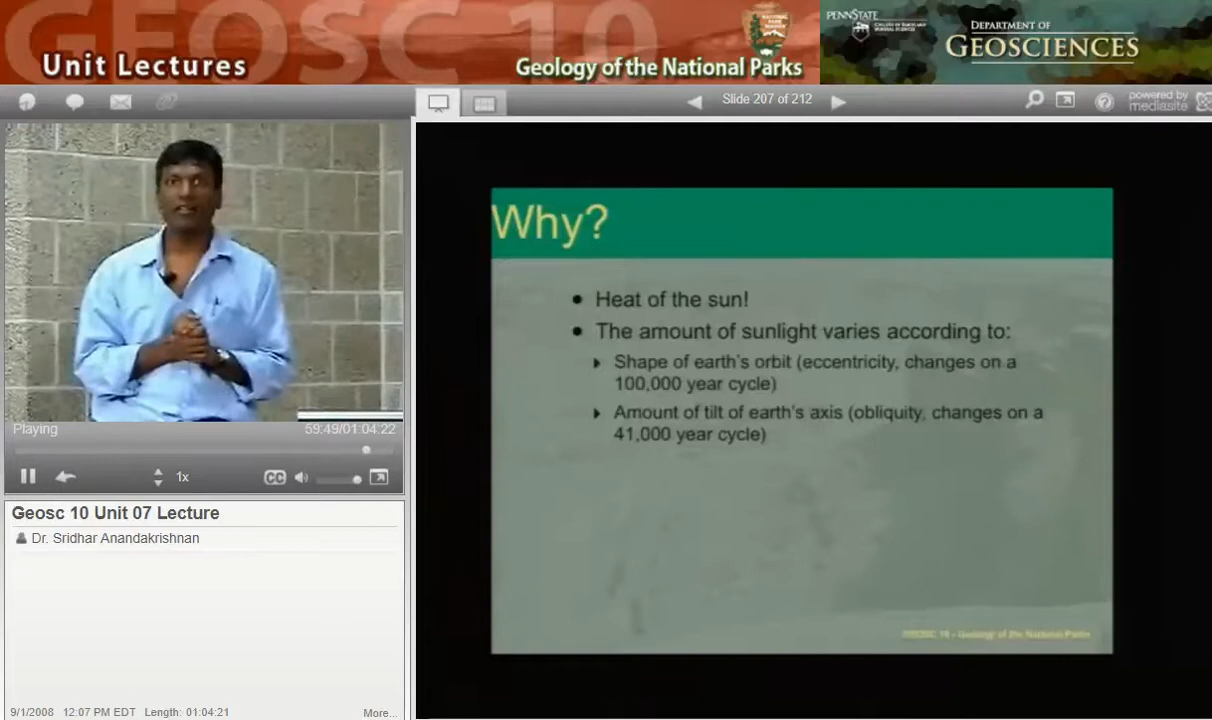 GEOSC 10
Unit Lectures
NATIONAL PARK SERVICE
Geology of the National Parks
PENNSTATE
DEPARTMENT OF
GEOSCIENCES
Slide 207 of 212
powered by
mediasite
Why?
Heat of the sun!
The amount of sunlight varies according to:
Shape of earth's orbit (eccentricity, changes on a
100,000 year cycle)
Amount of tilt of earth's axis (obliquity, changes on a
41,000 year cycle)
GEOSC 10 - Geology of the National Parks
Playing
59:49/01:04:22
1x
CC
Geosc 10 Unit 07 Lecture
Dr. Sridhar Anandakrishnan
9/1/2008 12:07 PM EDT Length: 01:04:21
More...